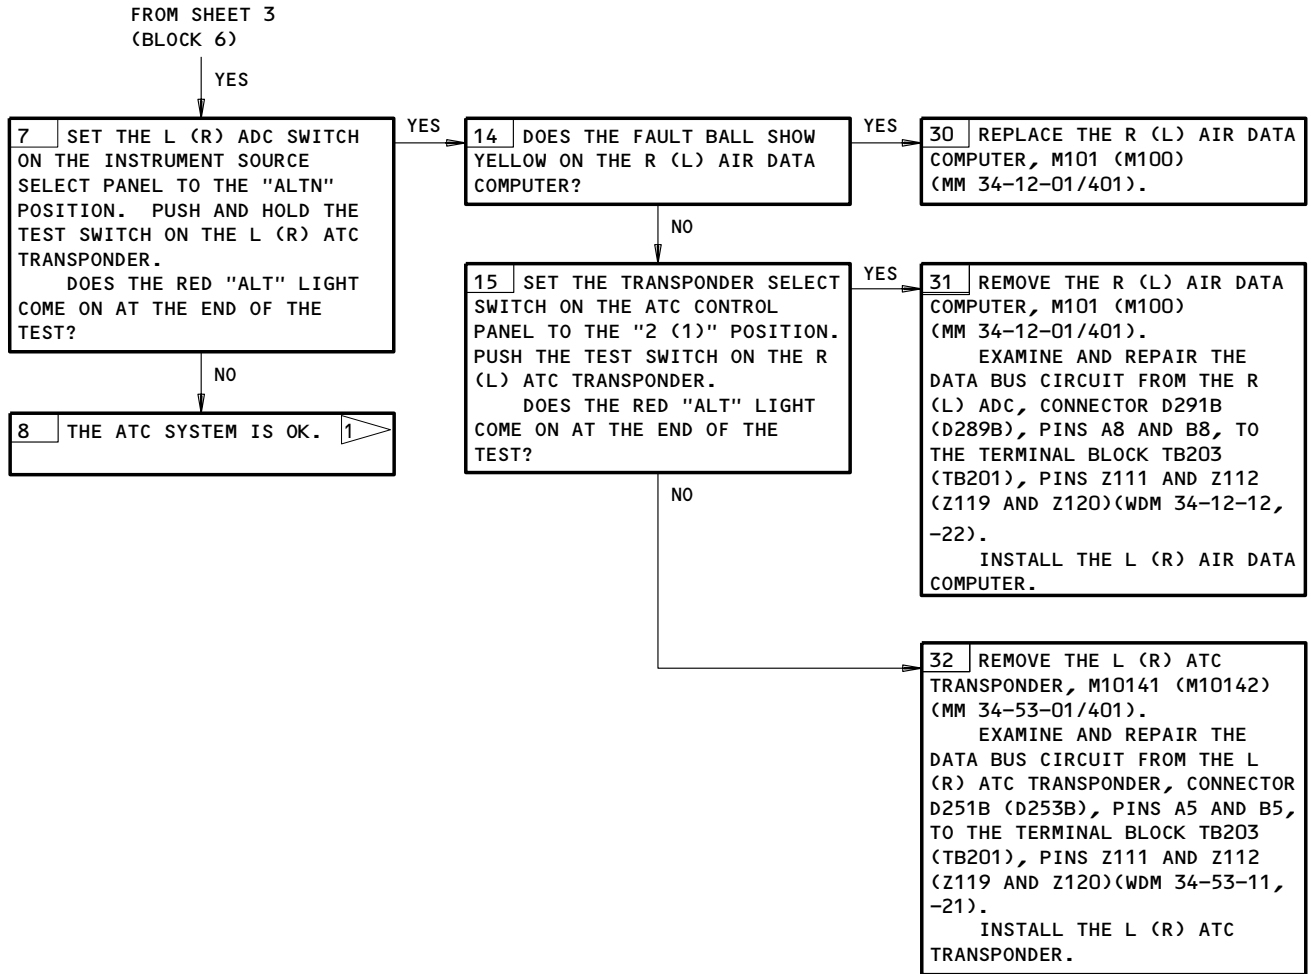 FROM SHEET 3
(BLOCK 6)
YES
7 SET THE L (R) ADC SWITCH
ON THE INSTRUMENT SOURCE
SELECT PANEL TO THE "ALTN"
POSITION. PUSH AND HOLD THE
TEST SWITCH ON THE L (R) ATC
TRANSPONDER.
DOES THE RED "ALT" LIGHT
COME ON AT THE END OF THE
TEST?
YES
NO
8 THE ATC SYSTEM IS OK. 1
14 DOES THE FAULT BALL SHOW
YELLOW ON THE R (L) AIR DATA
COMPUTER?
YES
NO
15 SET THE TRANSPONDER SELECT
SWITCH ON THE ATC CONTROL
PANEL TO THE "2 (1)" POSITION.
PUSH THE TEST SWITCH ON THE R
(L) ATC TRANSPONDER.
DOES THE RED "ALT" LIGHT
COME ON AT THE END OF THE
TEST?
YES
NO
30 REPLACE THE R (L) AIR DATA
COMPUTER, M101 (M100)
(MM 34-12-01/401).
31 REMOVE THE R (L) AIR DATA
COMPUTER, M101 (M100)
(MM 34-12-01/401).
EXAMINE AND REPAIR THE
DATA BUS CIRCUIT FROM THE R
(L) ADC, CONNECTOR D291B
(D289B), PINS A8 AND B8, TO
THE TERMINAL BLOCK TB203
(TB201), PINS Z111 AND Z112
(Z119 AND Z120)(WDM 34-12-12,
-22).
INSTALL THE L (R) AIR DATA
COMPUTER.
32 REMOVE THE L (R) ATC
TRANSPONDER, M10141 (M10142)
(MM 34-53-01/401).
EXAMINE AND REPAIR THE
DATA BUS CIRCUIT FROM THE L
(R) ATC TRANSPONDER, CONNECTOR
D251B (D253B), PINS A5 AND B5,
TO THE TERMINAL BLOCK TB203
(TB201), PINS Z111 AND Z112
(Z119 AND Z120)(WDM 34-53-11,
-21).
INSTALL THE L (R) ATC
TRANSPONDER.